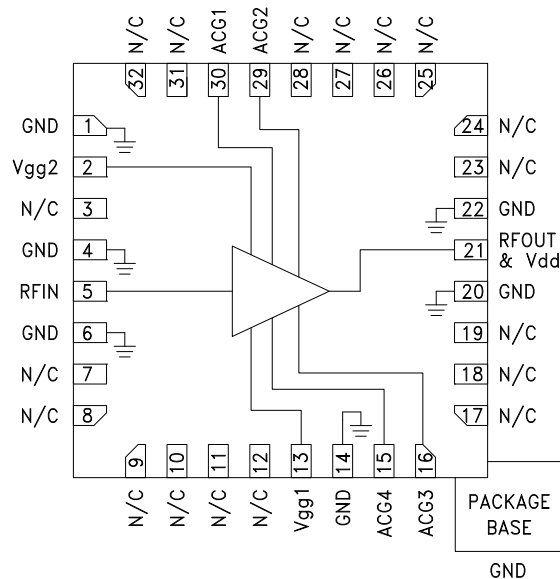 N/C N/C ACG1 ACG2 N/C N/C N/C N/C
32 31 30 29 28 27 26 25
GND 1
Vgg2 2
N/C 3
GND 4
RFIN 5
GND 6
N/C 7
N/C 8
24 N/C
23 N/C
22 GND
21 RFOUT
& Vdd
20 GND
19 N/C
18 N/C
17 N/C
9 10 11 12 13 14 15 16
N/C N/C N/C N/C Vgg1 GND ACG4 ACG3
PACKAGE
BASE
GND